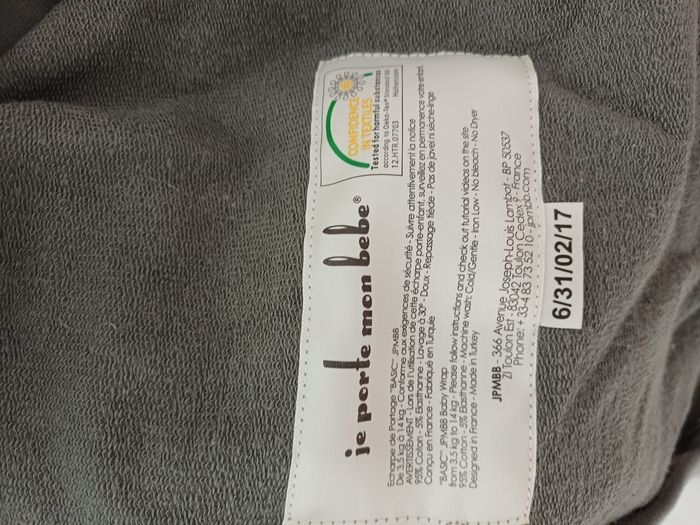 je porte mon bebe®
CONFIDENCE
IN TEXTILES
Tested for harmful substances
according to Oeko-Tex® Standard 100
12.HTR.07703 Hohenstein
Echarpe de Portage "BASIC" JPMBB
De 3,5 kg à 14 kg - Conforme aux exigences de sécurité - Suivre attentivement la notice
AVERTISSEMENT - Lors de l'utilisation de cette écharpe porte-enfant, surveillez en permanence votre enfant.
95% Coton - 5% Elasthanne - Lavage à 30° - Doux - Repassage tiède - Pas de javel ni sèche-linge
Conçu en France - Fabriqué en Turquie
"BASIC" JPMBB Baby Wrap
from 3.5 kg to 14 kg - Please follow instructions and check out tutorial videos on the site
95% Cotton - 5% Elasthanne - Machine wash: Cold/Gentle - Iron Low - No bleach - No Dryer
Designed in France - Made in Turkey
JPMBB - 366 Avenue Joseph-Louis Lambot - BP 50537
ZI Toulon Est - 83042 Toulon Cedex 9 - France
Phone: + 33-4 83 73 52 10 - jpmbb.com
6/31/02/17